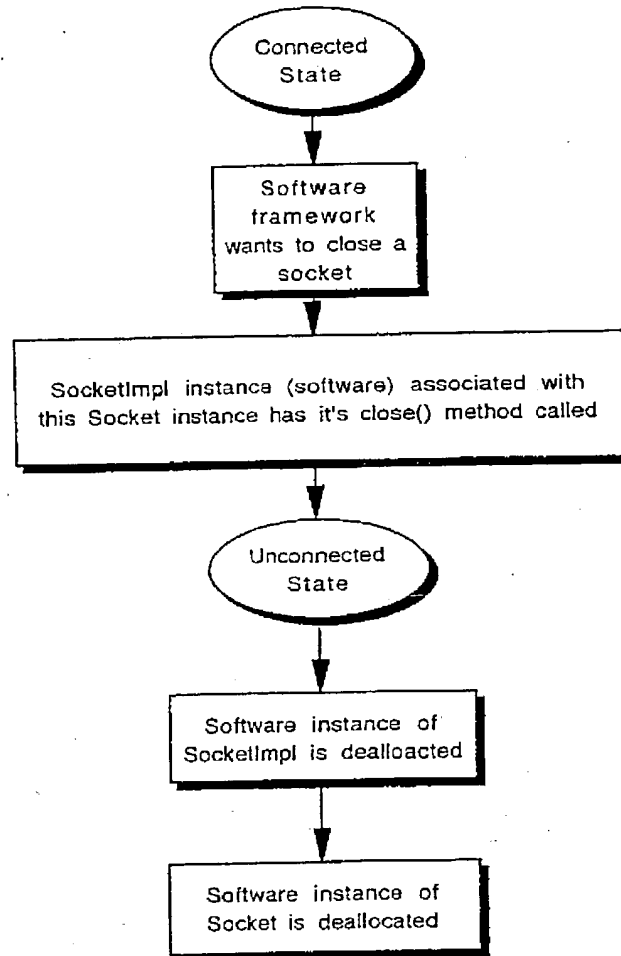 Connected
State
Software
framework
wants to close a
socket
SocketImpl instance (software) associated with
this Socket instance has it's close() method called
Unconnected
State
Software instance of
SocketImpl is dealloacted
Software instance of
Socket is deallocated